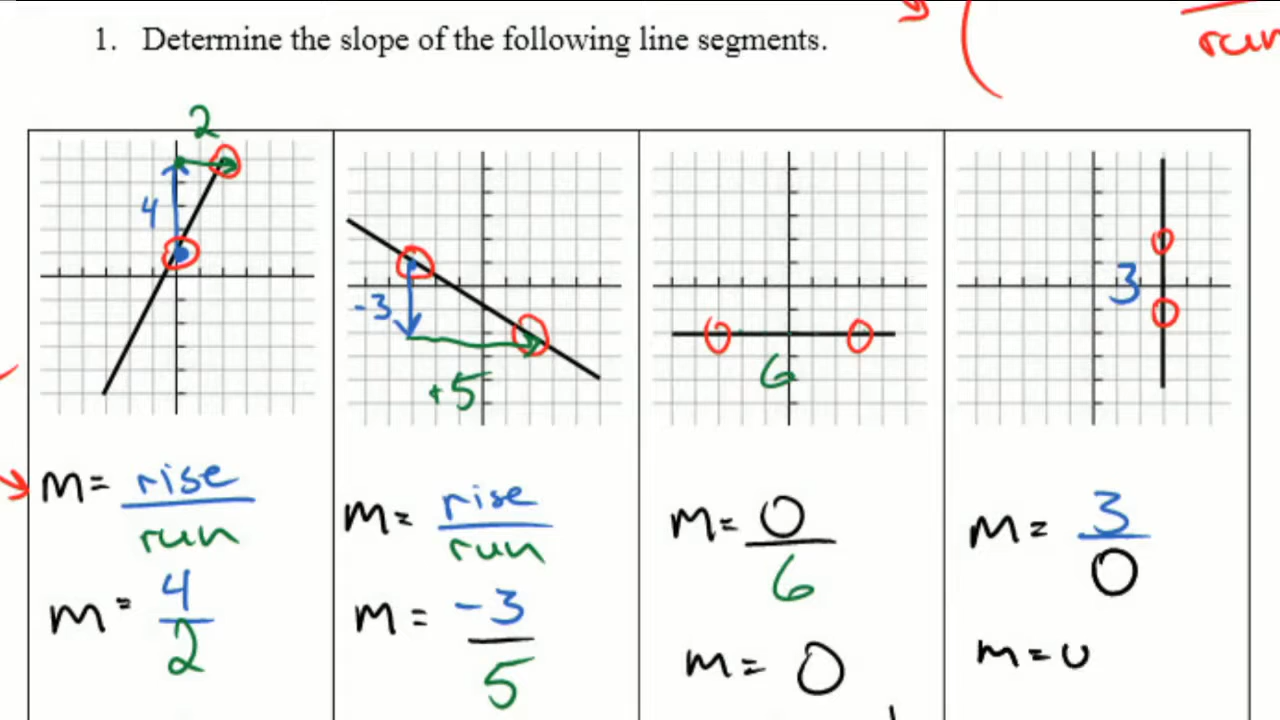 1. Determine the slope of the following line segments.
run
2
4
m = rise
run
m = 4
2
-3
+5
m = rise
run
m = -3
5
6
m = 0
6
m = 0
3
m = 3
0
m = u